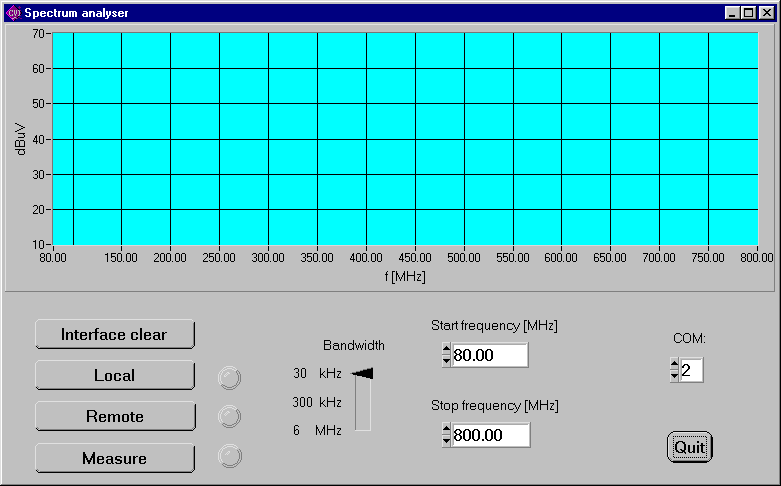 Spectrum analyser
70
60
50
40
30
20
10
dBuV
80.00 150.00 200.00 250.00 300.00 350.00 400.00 450.00 500.00 550.00 600.00 650.00 700.00 750.00 800.00
f [MHz]
Interface clear
Local
Remote
Measure
Bandwidth
30 kHz
300 kHz
6 MHz
Start frequency [MHz]
80.00
Stop frequency [MHz]
800.00
COM:
2
Quit